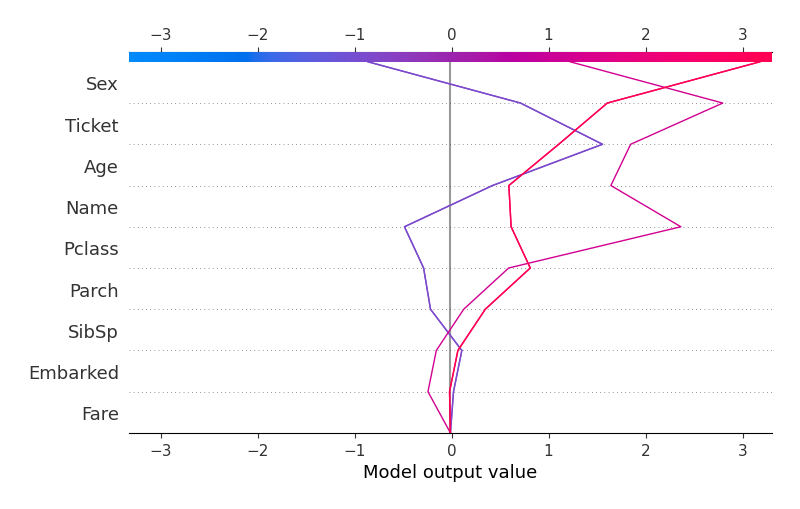 −3 −2 −1 0 1 2 3
Sex
Ticket
Age
Name
Pclass
Parch
SibSp
Embarked
Fare
−3 −2 −1 0 1 2 3
Model output value